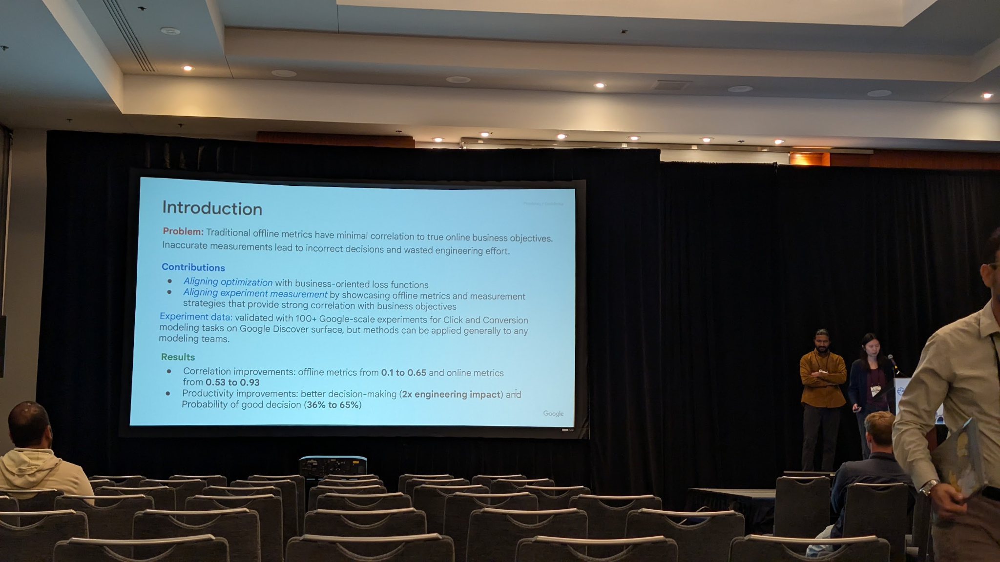 Introduction
Problem: Traditional offline metrics have minimal correlation to true online business objectives.
Inaccurate measurements lead to incorrect decisions and wasted engineering effort.
Contributions
● Aligning optimization with business-oriented loss functions
● Aligning experiment measurement by showcasing offline metrics and measurement
strategies that provide strong correlation with business objectives
Experiment data: validated with 100+ Google-scale experiments for Click and Conversion
modeling tasks on Google Discover surface, but methods can be applied generally to any
modeling teams.
Results
● Correlation improvements: offline metrics from 0.1 to 0.65 and online metrics
from 0.53 to 0.93
● Productivity improvements: better decision-making (2x engineering impact) and
Probability of good decision (36% to 65%)
Google